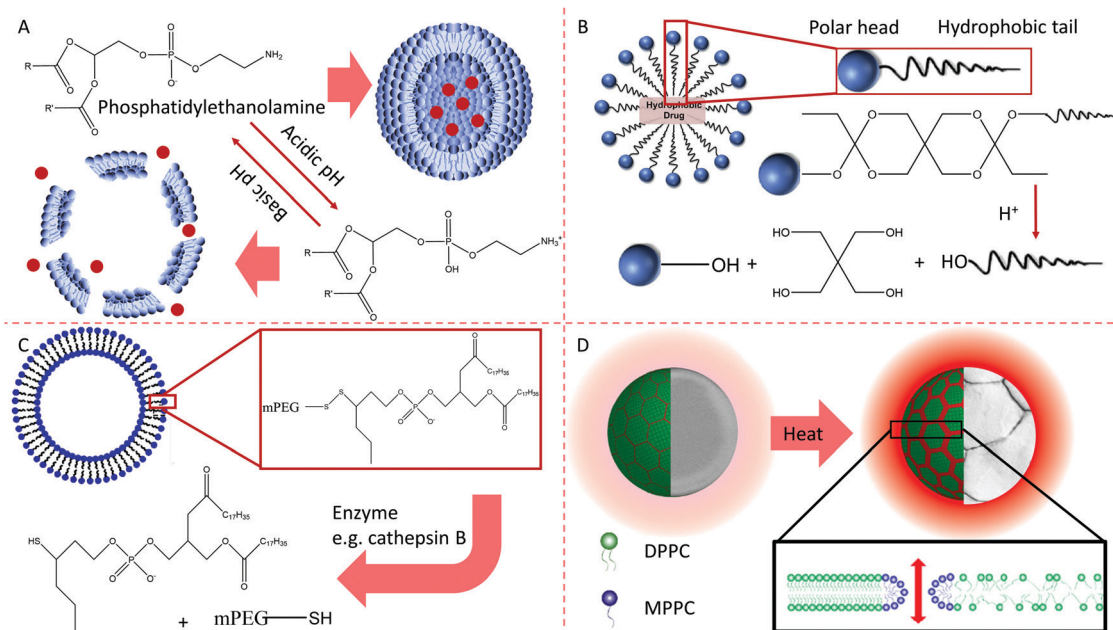 A
O
O
P
O
O
O⁻
NH₂
R
O
O
R'
O
Phosphatidylethanolamine
Acidic pH
Basic pH
O
O
P
O
O
OH
NH₃⁺
R
O
O
R'
O
B
Polar head
Hydrophobic tail
Hydrophobic
Drug
O
O
O
O
O
O
H⁺
OH
+
HO
OH
HO
OH
+
HO
C
O
C₁₇H₃₅
mPEG
S
S
O
P
O
O
O⁻
O
C₁₇H₃₅
O
O
C₁₇H₃₅
HS
O
P
O
O
O⁻
O
C₁₇H₃₅
O
Enzyme
e.g. cathepsin B
+
mPEG
SH
D
Heat
DPPC
MPPC